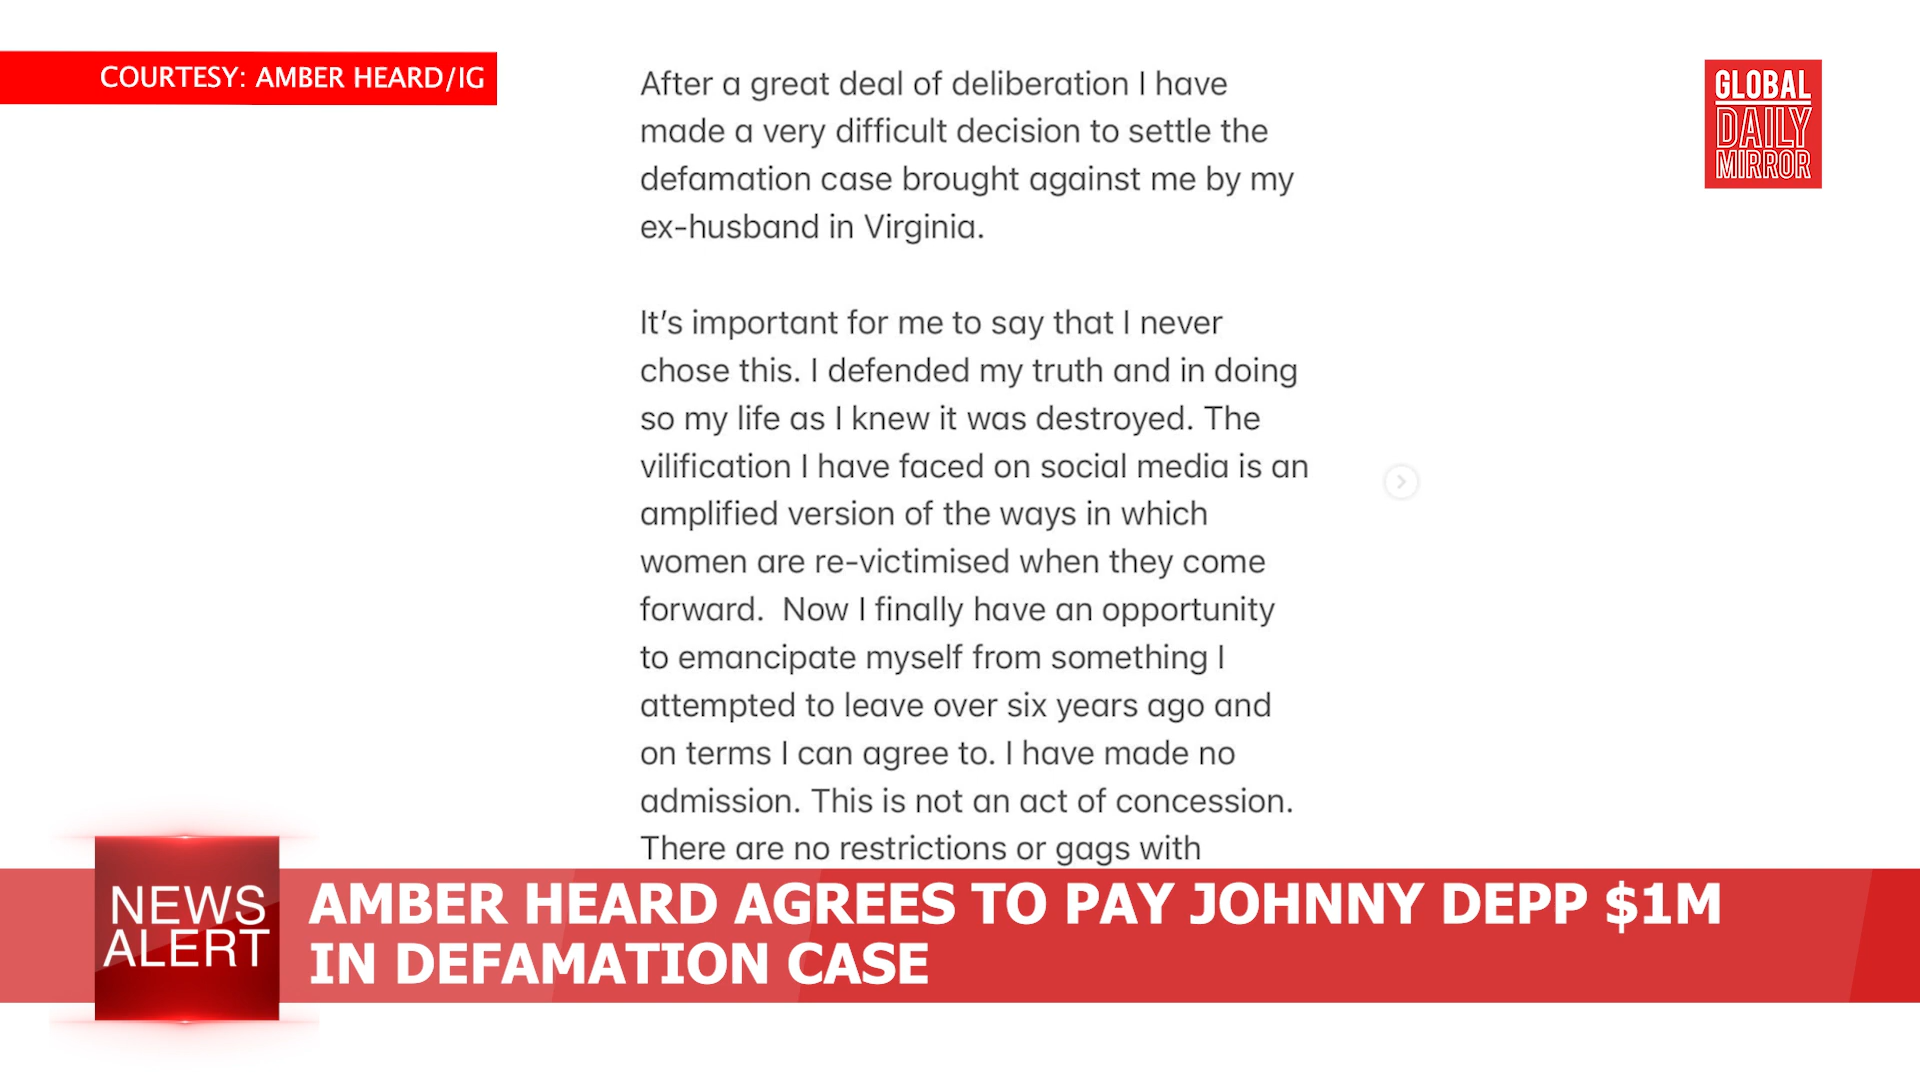 COURTESY: AMBER HEARD/IG
GLOBAL
DAILY
MIRROR
After a great deal of deliberation I have
made a very difficult decision to settle the
defamation case brought against me by my
ex-husband in Virginia.
It's important for me to say that I never
chose this. I defended my truth and in doing
so my life as I knew it was destroyed. The
vilification I have faced on social media is an
amplified version of the ways in which
women are re-victimised when they come
forward.  Now I finally have an opportunity
to emancipate myself from something I
attempted to leave over six years ago and
on terms I can agree to. I have made no
admission. This is not an act of concession.
There are no restrictions or gags with
NEWS
ALERT
AMBER HEARD AGREES TO PAY JOHNNY DEPP $1M
IN DEFAMATION CASE